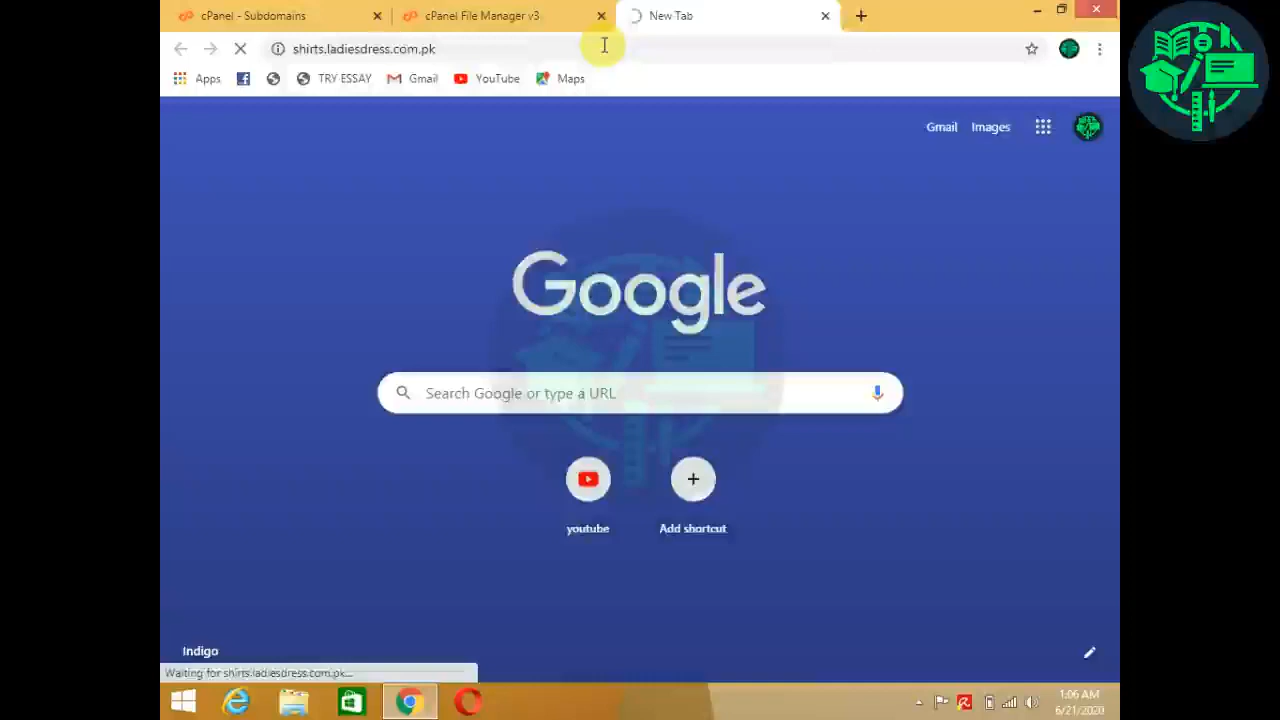 cPanel - Subdomains
cPanel File Manager v3
New Tab
shirts.ladiesdress.com.pk
Apps
TRY ESSAY
Gmail
YouTube
Maps
Gmail
Images
Google
Search Google or type a URL
youtube
Add shortcut
Indigo
Waiting for shirts.ladiesdress.com.pk...
1:06 AM
6/21/2020